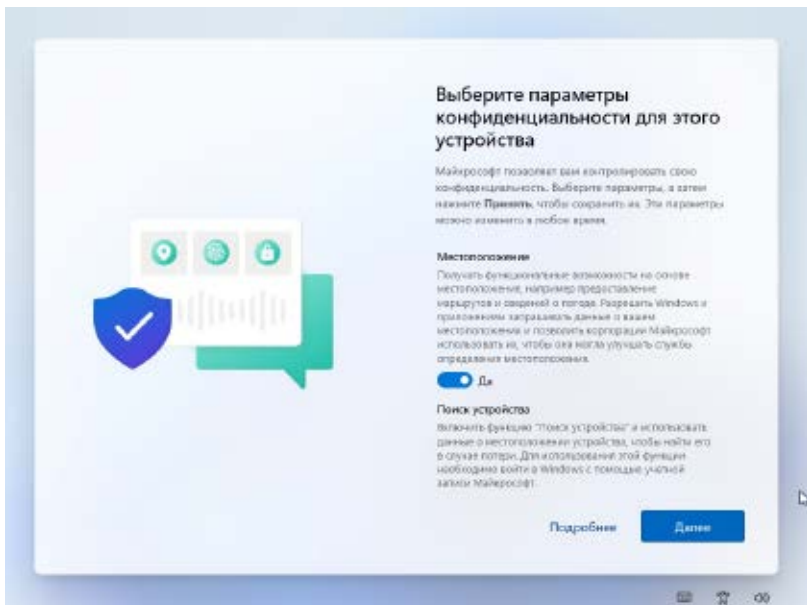 Выберите параметры
конфиденциальности для этого
устройства
Майкрософт позволяет вам контролировать свою
конфиденциальность. Выберите параметры, а затем
нажмите Принять, чтобы сохранить их. Эти параметры
можно изменить в любое время.
Местоположение
Получать функциональные возможности на основе
местоположения, например предоставление
маршрутов и сведений о погоде. Разрешить Windows и
приложениям запрашивать данные о вашем
местоположении и позволить корпорации Майкрософт
использовать их, чтобы она могла улучшать службы
определения местоположения.
Да
Поиск устройства
Включить функцию "Поиск устройства" и использовать
данные о местоположении устройства, чтобы найти его
в случае потери. Для использования этой функции
необходимо войти в Windows с помощью учетной
записи Майкрософт.
Подробнее
Далее